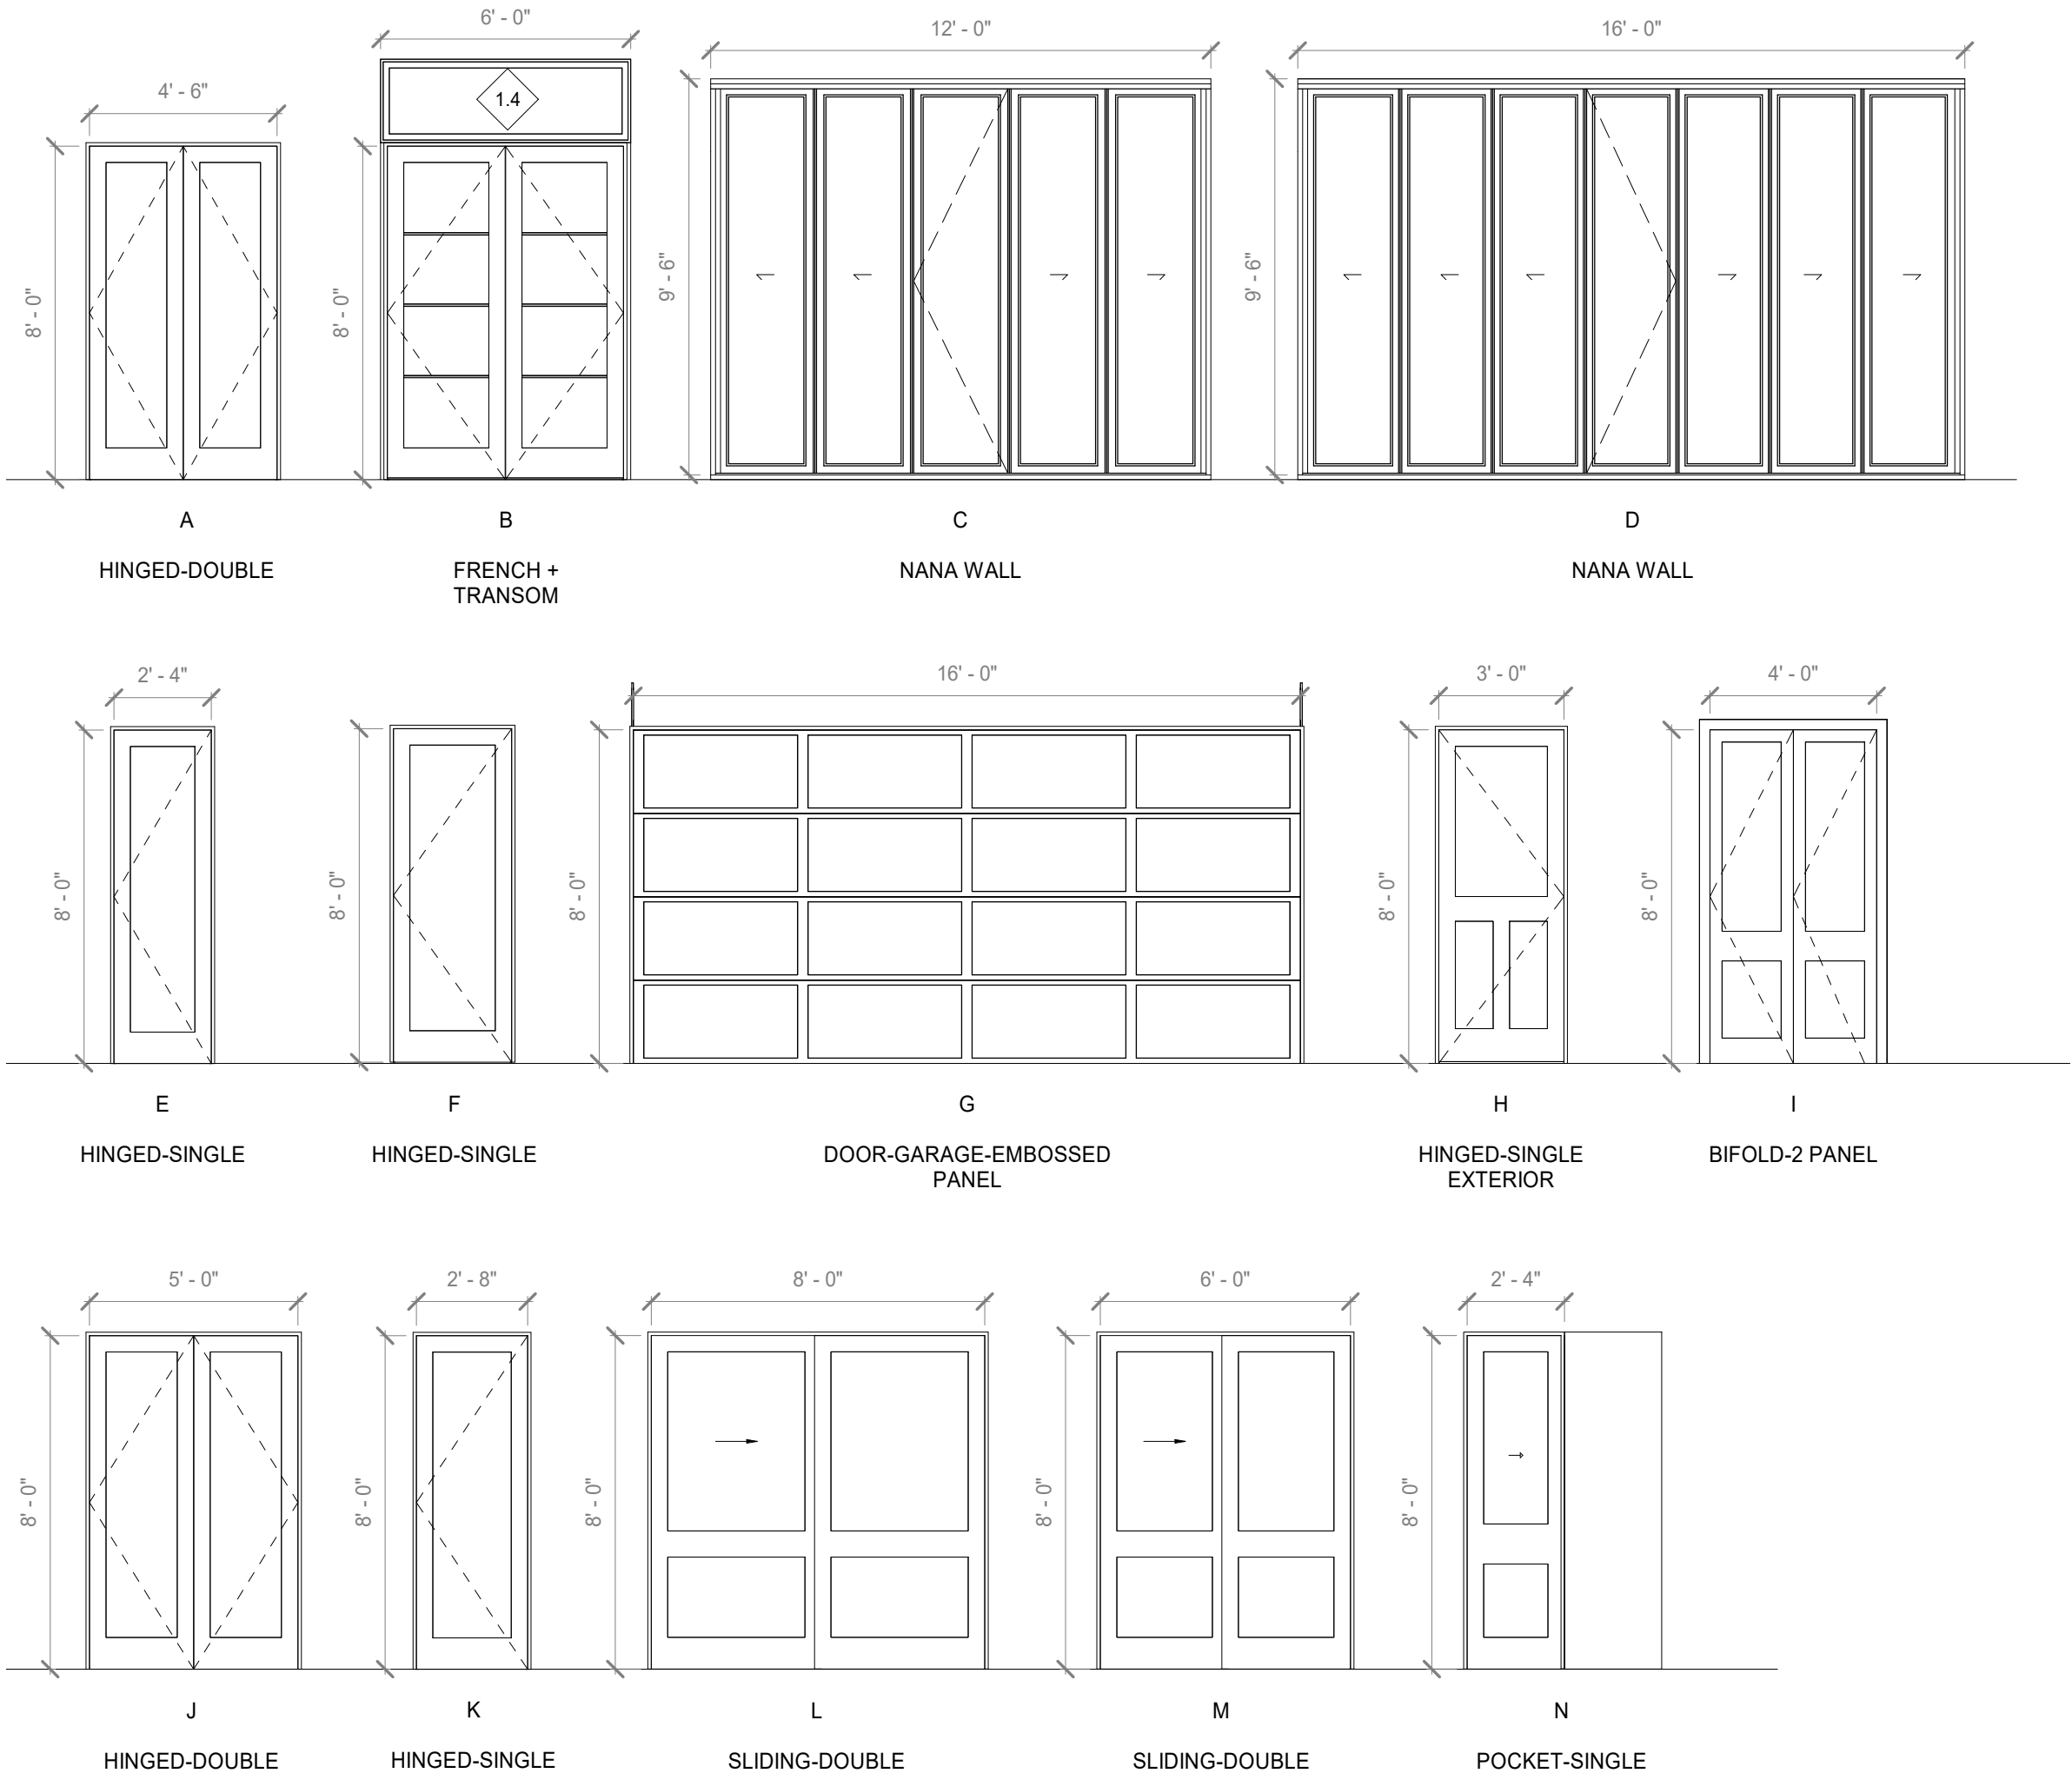 6' - 0"
12' - 0"
16' - 0"
4' - 6"
1.4
8' - 0"
8' - 0"
9' - 6"
9' - 6"
A
B
C
D
HINGED-DOUBLE
FRENCH +
TRANSOM
NANA WALL
NANA WALL
2' - 4"
16' - 0"
3' - 0"
4' - 0"
8' - 0"
8' - 0"
8' - 0"
8' - 0"
8' - 0"
E
F
G
H
I
HINGED-SINGLE
HINGED-SINGLE
DOOR-GARAGE-EMBOSSED
PANEL
HINGED-SINGLE
EXTERIOR
BIFOLD-2 PANEL
5' - 0"
2' - 8"
8' - 0"
6' - 0"
2' - 4"
8' - 0"
8' - 0"
8' - 0"
8' - 0"
8' - 0"
J
K
L
M
N
HINGED-DOUBLE
HINGED-SINGLE
SLIDING-DOUBLE
SLIDING-DOUBLE
POCKET-SINGLE